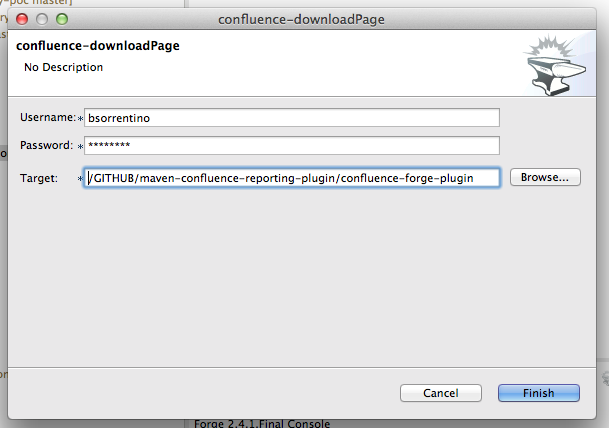 y-poc master]
confluence-downloadPage
confluence-downloadPage
No Description
Username:* bsorrentino
Password:* ********
Target: * /GITHUB/maven-confluence-reporting-plugin/confluence-forge-plugin Browse...
Cancel Finish
Forge 2.4.1.Final Console